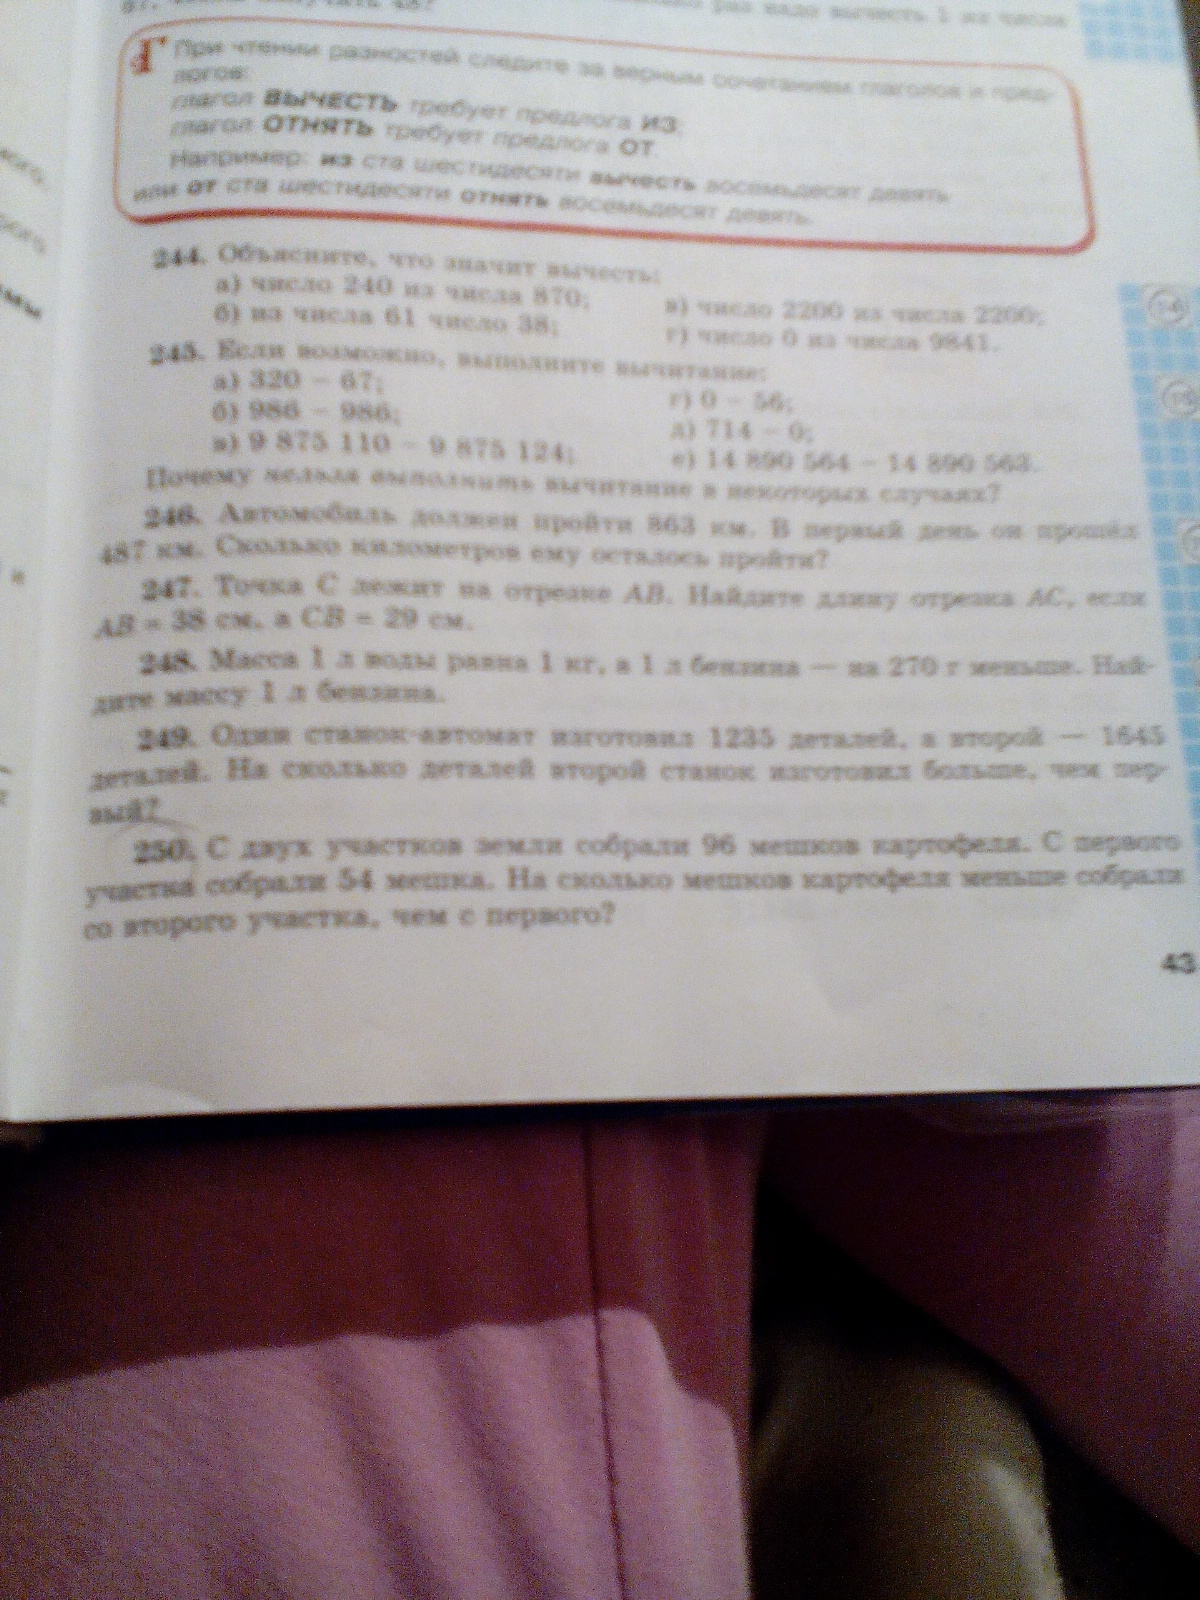 При чтении разностей следите за верным сочетанием глаголов и пред-
логов:
глагол ВЫЧЕСТЬ требует предлога ИЗ;
глагол ОТНЯТЬ требует предлога ОТ.
Например: из ста шестидесяти вычесть восемьдесят девять
или от ста шестидесяти отнять восемьдесят девять.
244. Объясните, что значит вычесть:
а) число 240 из числа 870;
в) число 2200 из числа 2200;
б) из числа 61 число 38;
г) число 0 из числа 9841.
245. Если возможно, выполните вычитание:
а) 320 – 67;
г) 0 – 56;
б) 986 – 986;
д) 714 – 0;
в) 9 875 110 – 9 875 124;
е) 14 890 564 – 14 890 563.
Почему нельзя выполнить вычитание в некоторых случаях?
246. Автомобиль должен пройти 863 км. В первый день он прошёл
487 км. Сколько километров ему осталось пройти?
247. Точка C лежит на отрезке AB. Найдите длину отрезка AC, если
AB = 38 см, а CB = 29 см.
248. Масса 1 л воды равна 1 кг, а 1 л бензина — на 270 г меньше. Най-
дите массу 1 л бензина.
249. Один станок-автомат изготовил 1235 деталей, а второй — 1645
деталей. На сколько деталей второй станок изготовил больше, чем пер-
вый?
250. С двух участков земли собрали 96 мешков картофеля. С первого
участка собрали 54 мешка. На сколько мешков картофеля меньше собрали
со второго участка, чем с первого?
43